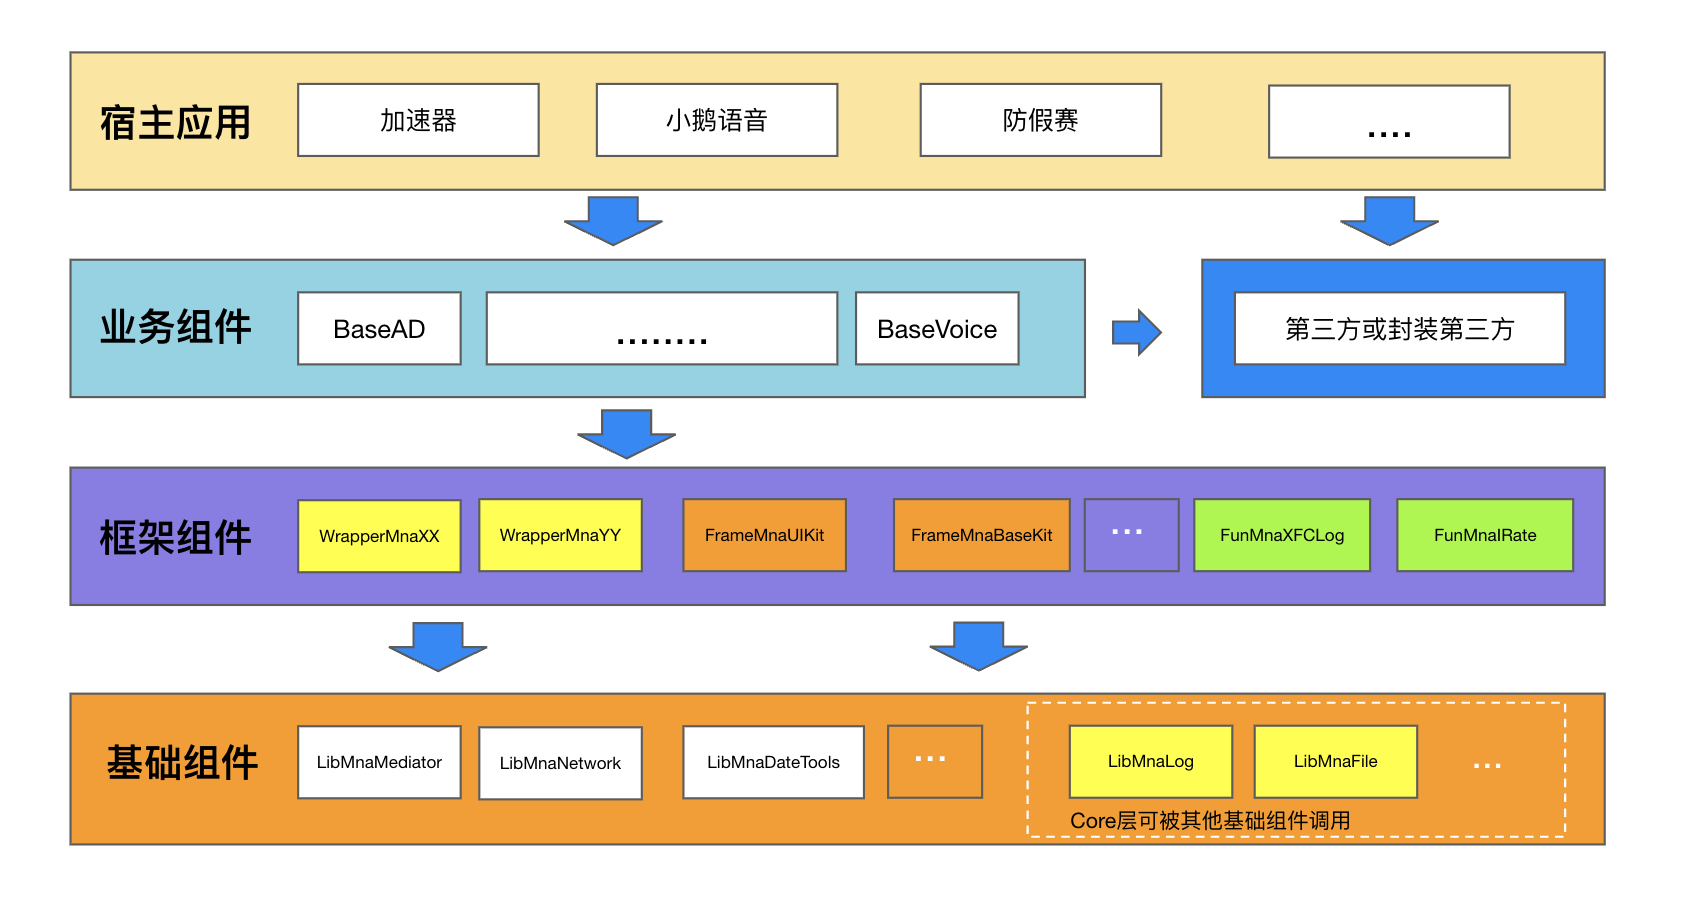 宿主应用
加速器
小鹅语音
防假赛
....
业务组件
BaseAD
........
BaseVoice
第三方或封装第三方
框架组件
WrapperMnaXX
WrapperMnaYY
FrameMnaUIKit
FrameMnaBaseKit
...
FunMnaXFCLog
FunMnaIRate
基础组件
LibMnaMediator
LibMnaNetwork
LibMnaDateTools
...
LibMnaLog
LibMnaFile
...
Core层可被其他基础组件调用